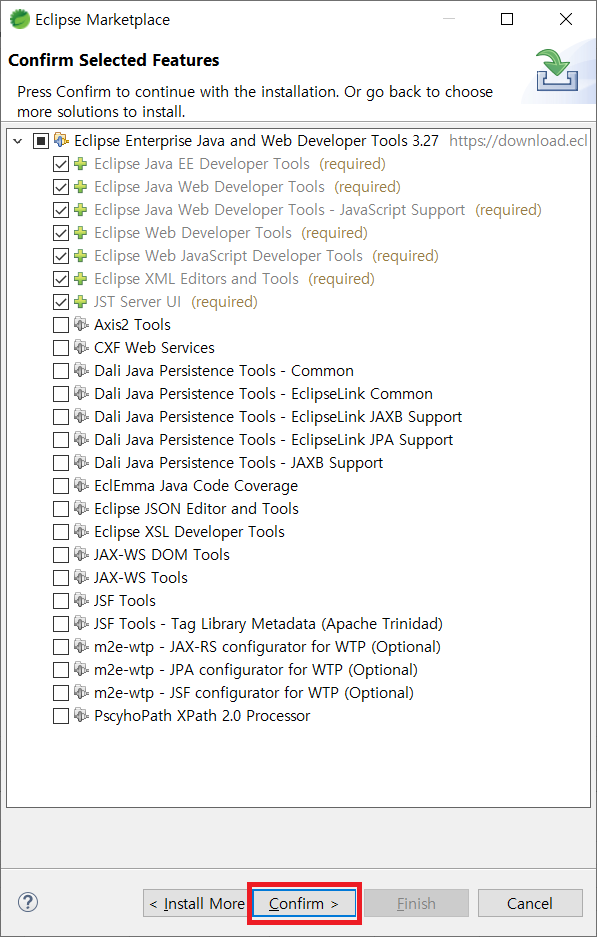 Eclipse Marketplace
Confirm Selected Features
Press Confirm to continue with the installation. Or go back to choose
more solutions to install.
Eclipse Enterprise Java and Web Developer Tools 3.27 https://download.ecl
Eclipse Java EE Developer Tools (required)
Eclipse Java Web Developer Tools (required)
Eclipse Java Web Developer Tools - JavaScript Support (required)
Eclipse Web Developer Tools (required)
Eclipse Web JavaScript Developer Tools (required)
Eclipse XML Editors and Tools (required)
JST Server UI (required)
Axis2 Tools
CXF Web Services
Dali Java Persistence Tools - Common
Dali Java Persistence Tools - EclipseLink Common
Dali Java Persistence Tools - EclipseLink JAXB Support
Dali Java Persistence Tools - EclipseLink JPA Support
Dali Java Persistence Tools - JAXB Support
EclEmma Java Code Coverage
Eclipse JSON Editor and Tools
Eclipse XSL Developer Tools
JAX-WS DOM Tools
JAX-WS Tools
JSF Tools
JSF Tools - Tag Library Metadata (Apache Trinidad)
m2e-wtp - JAX-RS configurator for WTP (Optional)
m2e-wtp - JPA configurator for WTP (Optional)
m2e-wtp - JSF configurator for WTP (Optional)
PscyhoPath XPath 2.0 Processor
? < Install More Confirm > Finish Cancel